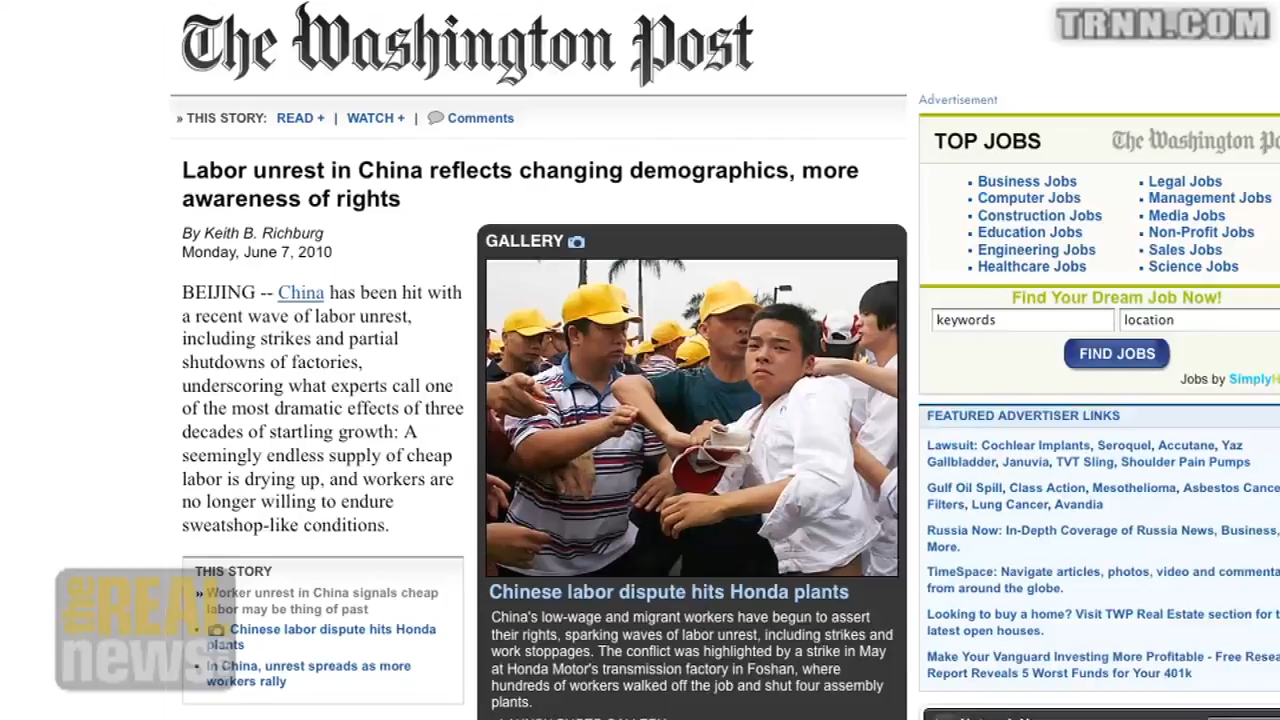 TRNN.COM
The Washington Post
» THIS STORY: READ + | WATCH + | Comments
Labor unrest in China reflects changing demographics, more
awareness of rights
By Keith B. Richburg
Monday, June 7, 2010
BEIJING -- China has been hit with
a recent wave of labor unrest,
including strikes and partial
shutdowns of factories,
underscoring what experts call one
of the most dramatic effects of three
decades of startling growth: A
seemingly endless supply of cheap
labor is drying up, and workers are
no longer willing to endure
sweatshop-like conditions.
THIS STORY
» Worker unrest in China signals cheap
labor may be thing of past
Chinese labor dispute hits Honda
plants
In China, unrest spreads as more
workers rally
the REAL
news
GALLERY
Chinese labor dispute hits Honda plants
China's low-wage and migrant workers have begun to assert
their rights, sparking waves of labor unrest, including strikes and
work stoppages. The conflict was highlighted by a strike in May
at Honda Motor's transmission factory in Foshan, where
hundreds of workers walked off the job and shut four assembly
plants.
Advertisement
TOP JOBS The Washington Po
Business Jobs
Computer Jobs
Construction Jobs
Education Jobs
Engineering Jobs
Healthcare Jobs
Legal Jobs
Management Jobs
Media Jobs
Non-Profit Jobs
Sales Jobs
Science Jobs
Find Your Dream Job Now!
keywords location
FIND JOBS
Jobs by SimplyH
FEATURED ADVERTISER LINKS
Lawsuit: Cochlear Implants, Seroquel, Accutane, Yaz
Gallbladder, Januvia, TVT Sling, Shoulder Pain Pumps
Gulf Oil Spill, Class Action, Mesothelioma, Asbestos Cance
Filters, Lung Cancer, Avandia
Russia Now: In-Depth Coverage of Russia News, Business,
More.
TimeSpace: Navigate articles, photos, video and commenta
from around the globe.
Looking to buy a home? Visit TWP Real Estate section for t
latest open houses.
Make Your Vanguard Investing More Profitable - Free Resea
Report Reveals 5 Worst Funds for Your 401k